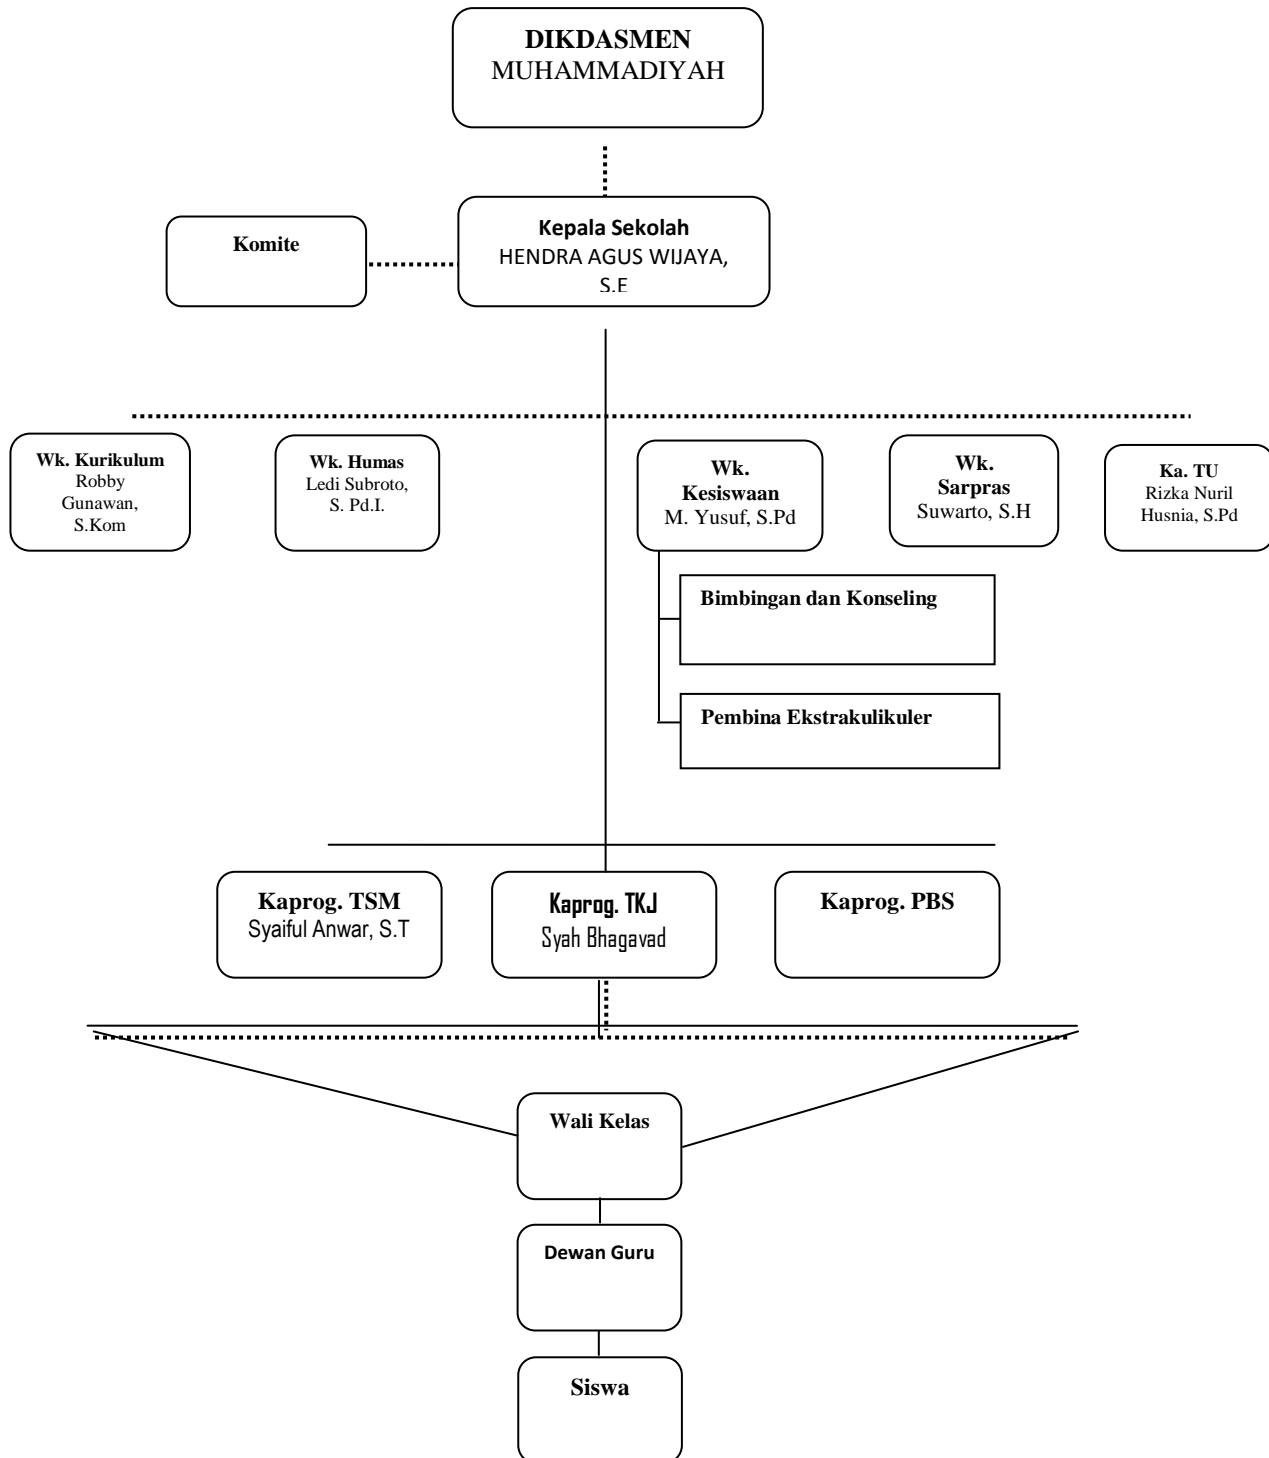 DIKDASMEN
MUHAMMADIYAH
Komite
Kepala Sekolah
HENDRA AGUS WIJAYA,
S.E
Wk. Kurikulum
Robby
Gunawan,
S.Kom
Wk. Humas
Ledi Subroto,
S. Pd.I.
Wk.
Kesiswaan
M. Yusuf, S.Pd
Wk.
Sarpras
Suwarto, S.H
Ka. TU
Rizka Nuril
Husnia, S.Pd
Bimbingan dan Konseling
Pembina Ekstrakulikuler
Kaprog. TSM
Syaiful Anwar, S.T
Kaprog. TKJ
Syah Bhagavad
Kaprog. PBS
Wali Kelas
Dewan Guru
Siswa